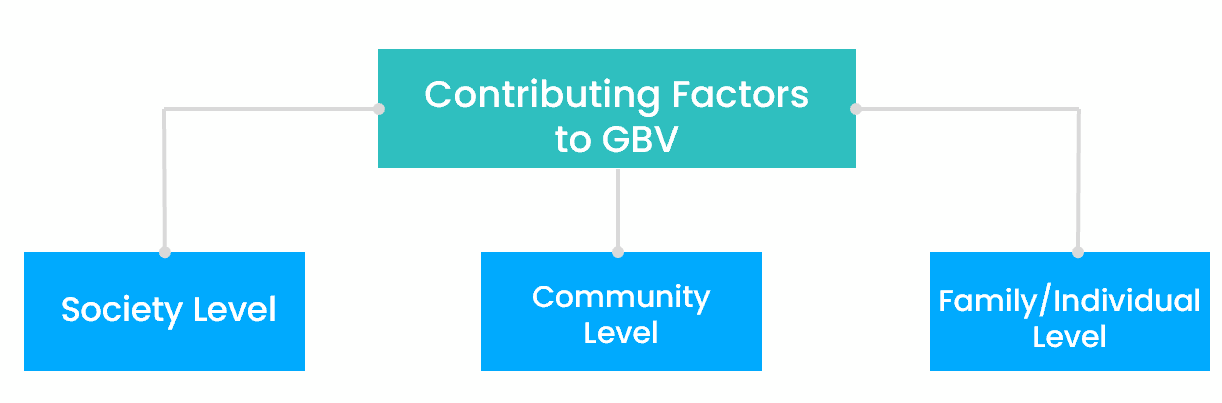 Contributing Factors
to GBV
Society Level
Community
Level
Family/Individual
Level